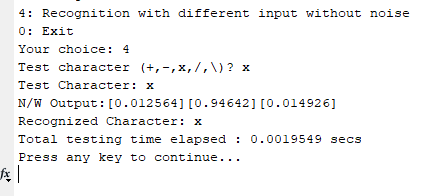 4: Recognition with different input without noise
0: Exit
Your choice: 4
Test character (+,-,x,/,\)? x
Test Character: x
N/W Output:[0.012564][0.94642][0.014926]
Recognized Character: x
Total testing time elapsed : 0.0019549 secs
Press any key to continue...
fx